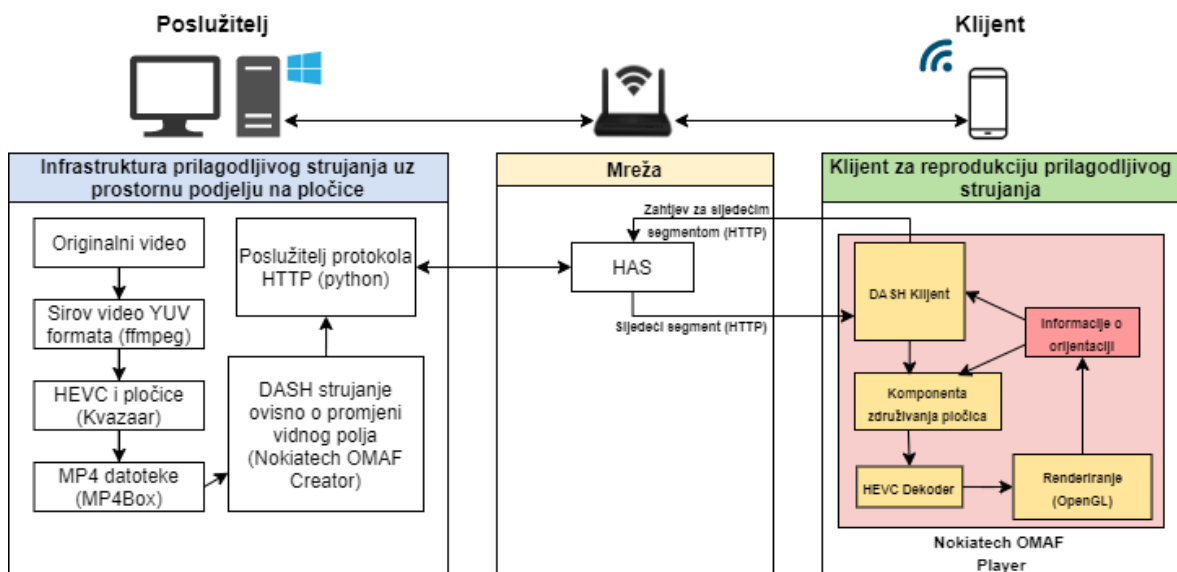 Poslužitelj
Klijent
Infrastruktura prilagodljivog strujanja uz
prostornu podjelu na pločice
Originalni video
Sirov video YUV
formata (ffmpeg)
HEVC i pločice
(Kvazaar)
MP4 datoteke
(MP4Box)
Poslužitelj protokola
HTTP (python)
DASH strujanje
ovisno o promjeni
vidnog polja
(Nokiatech OMAF
Creator)
Mreža
Zahtjev za sljedećim
segmentom (HTTP)
HAS
Sljedeći segment (HTTP)
Klijent za reprodukciju prilagodljivog
strujanja
DASH Klijent
Informacije o
orijentaciji
Komponenta
združivanja pločica
HEVC Dekoder
Renderiranje
(OpenGL)
Nokiatech OMAF
Player